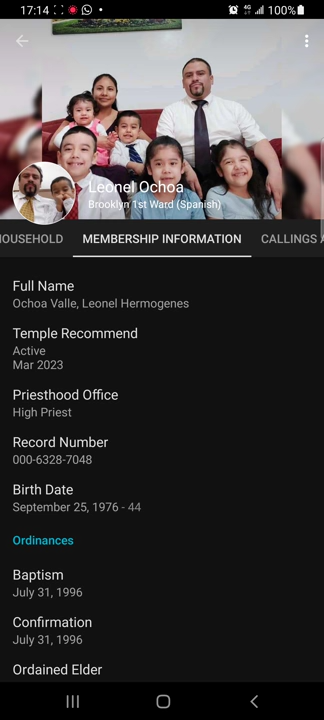 17:14
4G
100%
Leonel Ochoa
Brooklyn 1st Ward (Spanish)
HOUSEHOLD MEMBERSHIP INFORMATION CALLINGS A
Full Name
Ochoa Valle, Leonel Hermogenes
Temple Recommend
Active
Mar 2023
Priesthood Office
High Priest
Record Number
000-6328-7048
Birth Date
September 25, 1976 - 44
Ordinances
Baptism
July 31, 1996
Confirmation
July 31, 1996
Ordained Elder